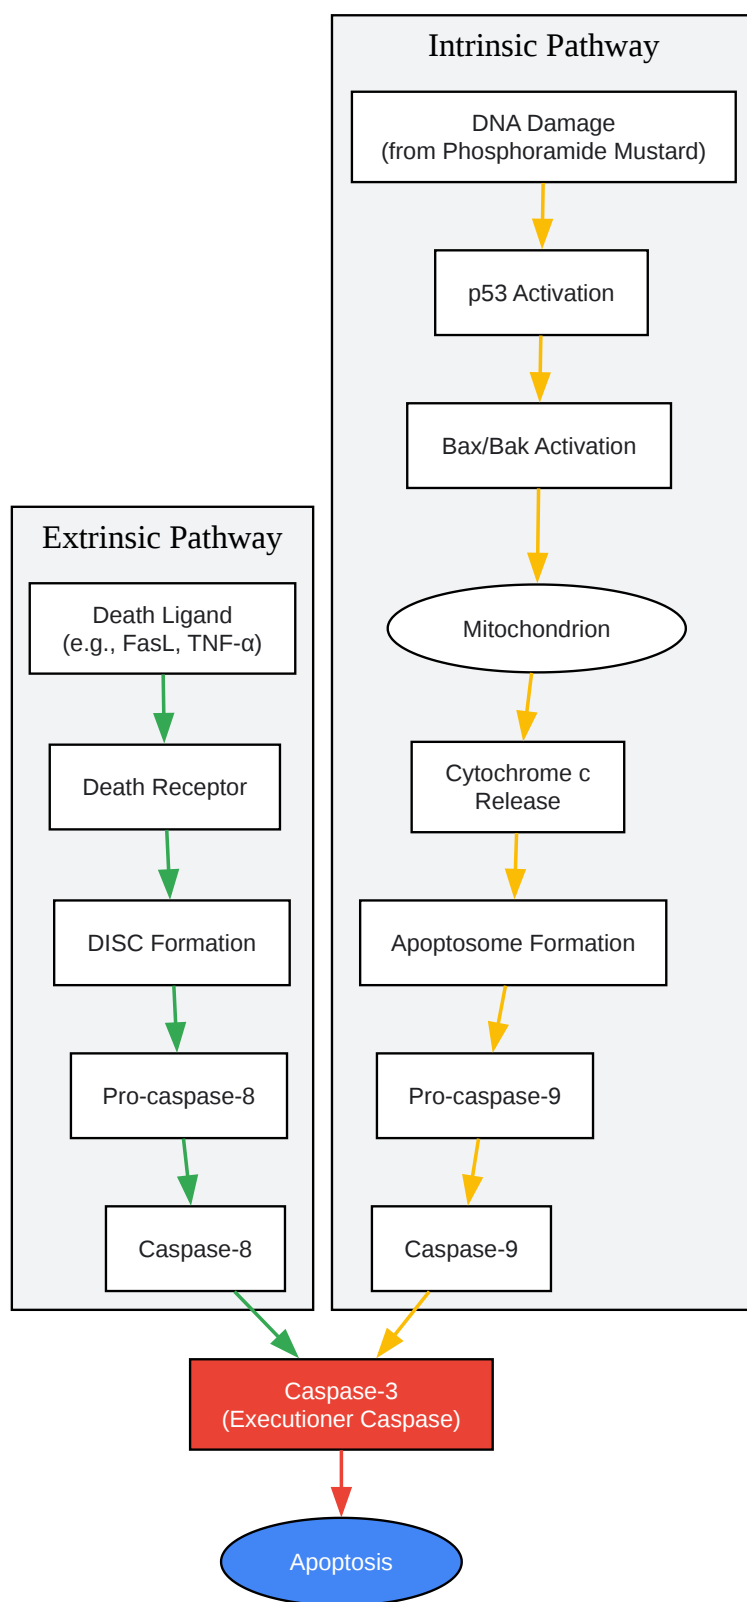 Intrinsic Pathway
DNA Damage
(from Phosphoramide Mustard)
p53 Activation
Bax/Bak Activation
Mitochondrion
Cytochrome c
Release
Apoptosome Formation
Pro-caspase-9
Caspase-9
Extrinsic Pathway
Death Ligand
(e.g., FasL, TNF-α)
Death Receptor
DISC Formation
Pro-caspase-8
Caspase-8
Caspase-3
(Executioner Caspase)
Apoptosis